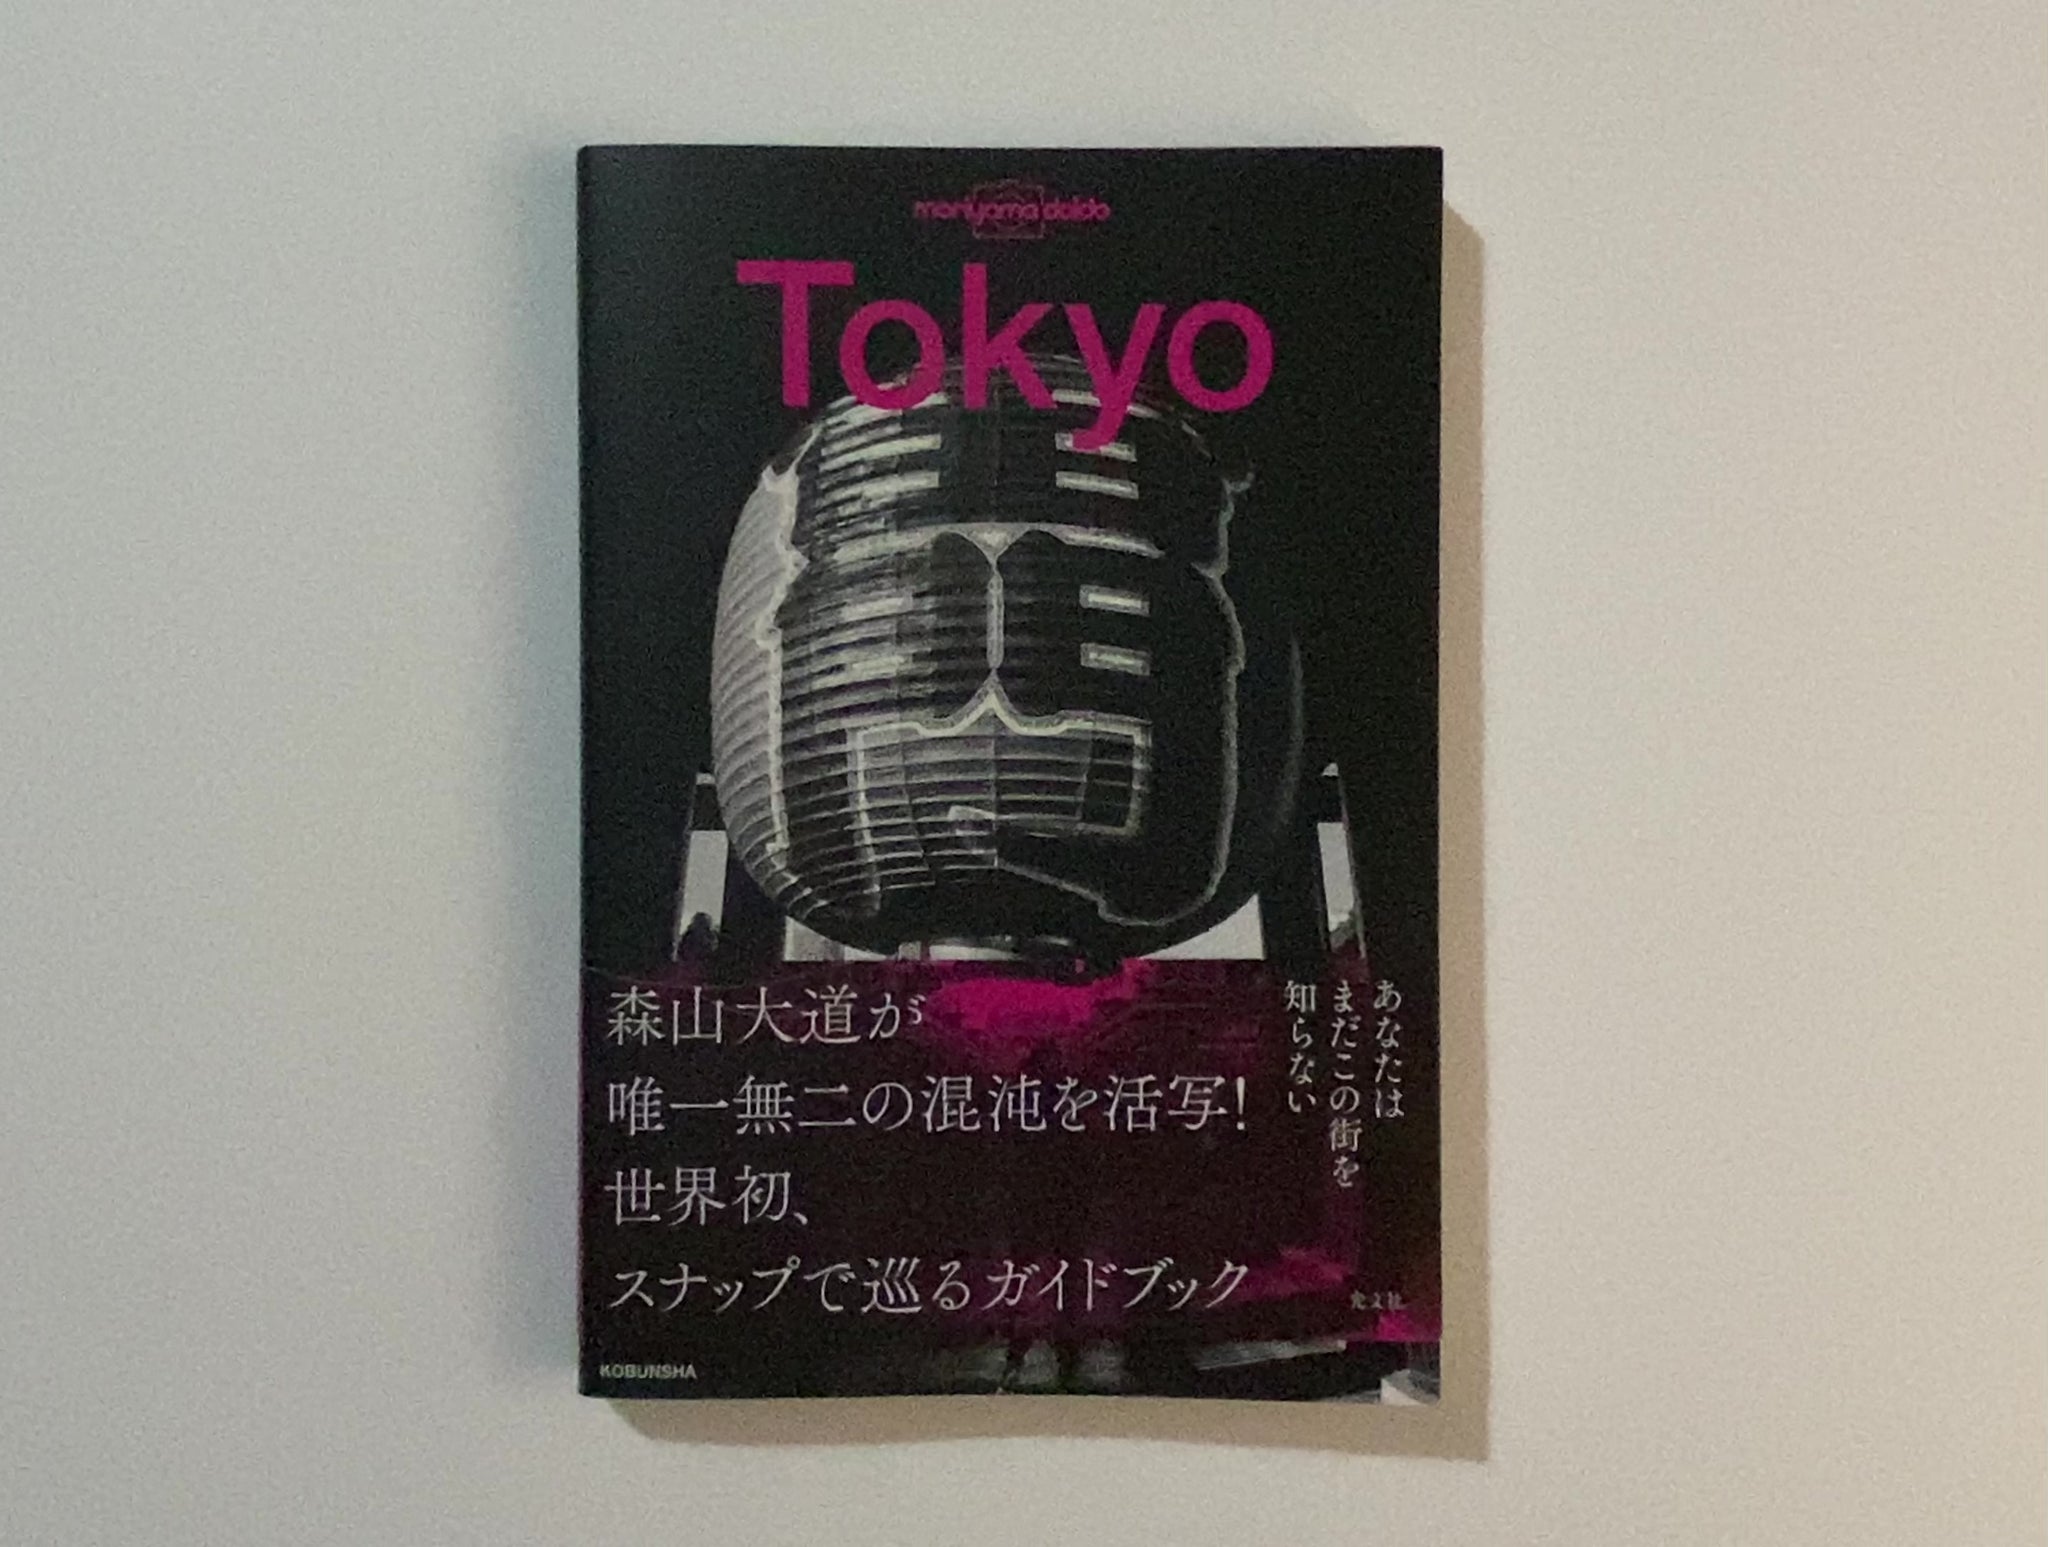 moriyama daido
Tokyo
森山大道が
唯一無二の混沌を活写!
世界初、
スナップで巡るガイドブック
あなたは
まだこの街を
知らない
光文社
KOBUNSHA